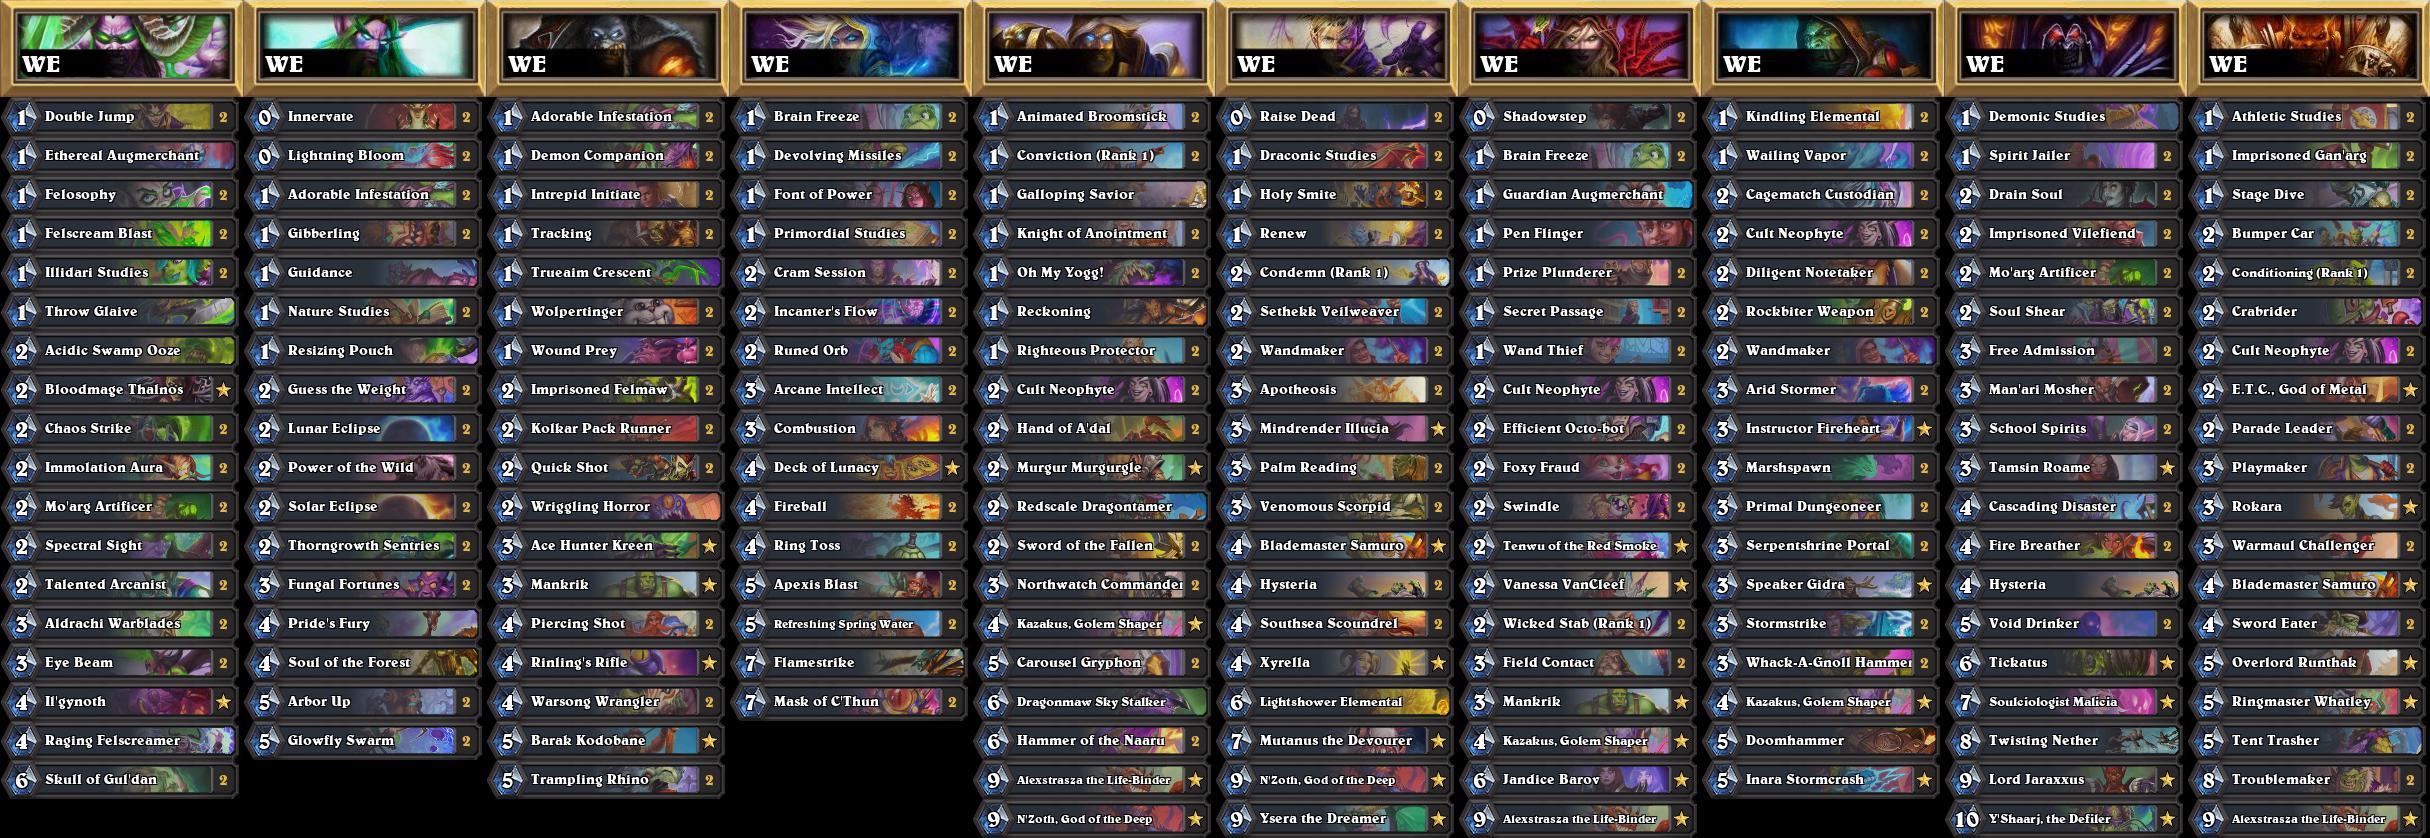 WE
1 Double Jump 2
1 Ethereal Augmerchant
1 Felosophy 2
1 Felscream Blast 2
1 Illidari Studies 2
1 Throw Glaive
2 Acidic Swamp Ooze
2 Bloodmage Thalnos
2 Chaos Strike 2
2 Immolation Aura 2
2 Mo'arg Artificer 2
2 Spectral Sight 2
2 Talented Arcanist 2
3 Aldrachi Warblades 2
3 Eye Beam 2
4 Il'gynoth
4 Raging Felscreamer
6 Skull of Gul'dan 2
WE
0 Innervate 2
0 Lightning Bloom 2
1 Adorable Infestation 2
1 Gibberling 2
1 Guidance
1 Nature Studies 2
1 Resizing Pouch
2 Guess the Weight 2
2 Lunar Eclipse 2
2 Power of the Wild 2
2 Solar Eclipse 2
2 Thorngrowth Sentries 2
3 Fungal Fortunes 2
4 Pride's Fury
4 Soul of the Forest
5 Arbor Up 2
5 Glowfly Swarm 2
WE
1 Adorable Infestation 2
1 Demon Companion 2
1 Intrepid Initiate 2
1 Tracking 2
1 Trueaim Crescent
1 Wolpertinger 2
1 Wound Prey 2
2 Imprisoned Felmaw 2
2 Kolkar Pack Runner 2
2 Quick Shot 2
2 Wriggling Horror
3 Ace Hunter Kreen
3 Mankrik
4 Piercing Shot 2
4 Rinling's Rifle
4 Warsong Wrangler 2
5 Barak Kodobane
5 Trampling Rhino 2
WE
1 Brain Freeze 2
1 Devolving Missiles 2
1 Font of Power 2
1 Primordial Studies 2
2 Cram Session 2
2 Incanter's Flow 2
2 Runed Orb 2
3 Arcane Intellect 2
3 Combustion 2
4 Deck of Lunacy
4 Fireball 2
4 Ring Toss 2
5 Apexis Blast 2
5 Refreshing Spring Water 2
7 Flamestrike
7 Mask of C'Thun 2
WE
1 Animated Broomstick 2
1 Conviction (Rank 1) 2
1 Galloping Savior
1 Knight of Anointment 2
1 Oh My Yogg! 2
1 Reckoning
1 Righteous Protector 2
2 Cult Neophyte 2
2 Hand of A'dal 2
2 Murgur Murgurgle
2 Redscale Dragontamer
2 Sword of the Fallen 2
3 Northwatch Commander 2
4 Kazakus, Golem Shaper
5 Carousel Gryphon 2
6 Dragonmaw Sky Stalker
6 Hammer of the Naaru 2
9 Alexstrasza the Life-Binder
9 N'Zoth, God of the Deep
WE
0 Raise Dead 2
1 Draconic Studies 2
1 Holy Smite 2
1 Renew 2
2 Condemn (Rank 1)
2 Sethekk Veilweaver 2
2 Wandmaker 2
3 Apotheosis 2
3 Mindrender Illucia
3 Palm Reading 2
3 Venomous Scorpid 2
4 Blademaster Samuro
4 Hysteria 2
4 Southsea Scoundrel 2
4 Xyrella
6 Lightshower Elemental
7 Mutanus the Devourer
9 N'Zoth, God of the Deep
9 Ysera the Dreamer
WE
0 Shadowstep 2
1 Brain Freeze 2
1 Guardian Augmerchant
1 Pen Flinger
1 Prize Plunderer 2
1 Secret Passage 2
1 Wand Thief 2
2 Cult Neophyte 2
2 Efficient Octo-bot 2
2 Foxy Fraud 2
2 Swindle 2
2 Tenwu of the Red Smoke
2 Vanessa VanCleef
2 Wicked Stab (Rank 1) 2
3 Field Contact 2
3 Mankrik
4 Kazakus, Golem Shaper
6 Jandice Barov
9 Alexstrasza the Life-Binder
WE
1 Kindling Elemental 2
1 Wailing Vapor 2
2 Cagematch Custodian 2
2 Cult Neophyte 2
2 Diligent Notetaker 2
2 Rockbiter Weapon 2
2 Wandmaker
3 Arid Stormer 2
3 Instructor Fireheart
3 Marshspawn 2
3 Primal Dungeoneer 2
3 Serpentshrine Portal 2
3 Speaker Gidra
3 Stormstrike 2
3 Whack-A-Gnoll Hammer 2
4 Kazakus, Golem Shaper
5 Doomhammer
5 Inara Stormcrash
WE
1 Demonic Studies
1 Spirit Jailer 2
2 Drain Soul 2
2 Imprisoned Vilefiend 2
2 Mo'arg Artificer 2
2 Soul Shear 2
3 Free Admission 2
3 Man'ari Mosher 2
3 School Spirits 2
3 Tamsin Roame
4 Cascading Disaster 2
4 Fire Breather 2
4 Hysteria
5 Void Drinker 2
6 Tickatus
7 Soulciologist Malicia
8 Twisting Nether
9 Lord Jaraxxus
10 Y'Shaarj, the Defiler
WE
1 Athletic Studies 2
1 Imprisoned Gan'arg 2
1 Stage Dive 2
2 Bumper Car 2
2 Conditioning (Rank 1) 2
2 Crabrider
2 Cult Neophyte 2
2 E.T.C., God of Metal
2 Parade Leader 2
3 Playmaker 2
3 Rokara
3 Warmaul Challenger 2
4 Blademaster Samuro
4 Sword Eater 2
5 Overlord Runthak
5 Ringmaster Whatley
5 Tent Trasher
8 Troublemaker 2
9 Alexstrasza the Life-Binder